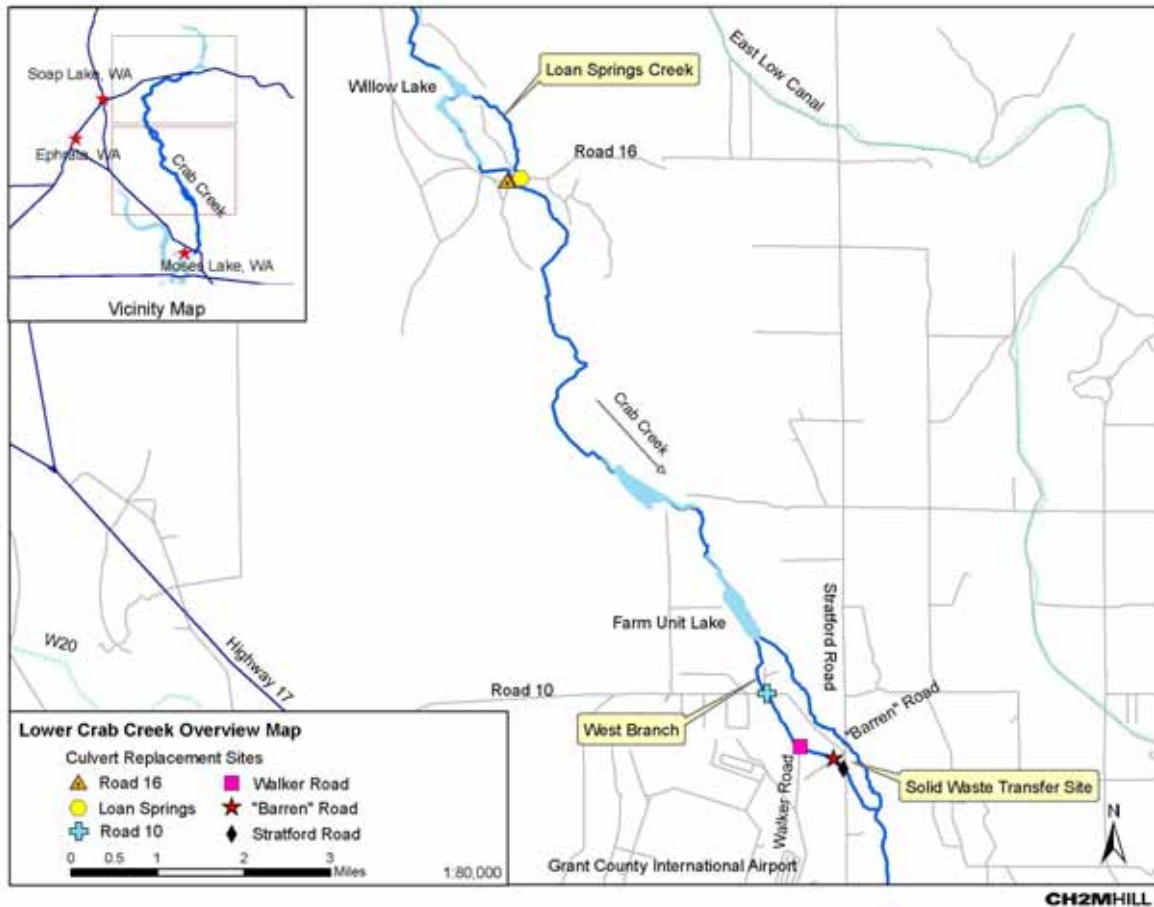 Soap Lake, WA
Ephrata, WA
Crab Creek
Moses Lake, WA
Vicinity Map
Willow Lake
Loan Springs Creek
East Low Canal
Road 16
Crab Creek
Farm Unit Lake
Stratford Road
W20
Highway 17
Road 10
West Branch
"Barren" Road
Walker Road
Solid Waste Transfer Site
Grant County International Airport
N
Lower Crab Creek Overview Map
Culvert Replacement Sites
Road 16
Loan Springs
Road 10
Walker Road
"Barren" Road
Stratford Road
0 0.5 1 2 3
Miles
1:80,000
CH2MHILL